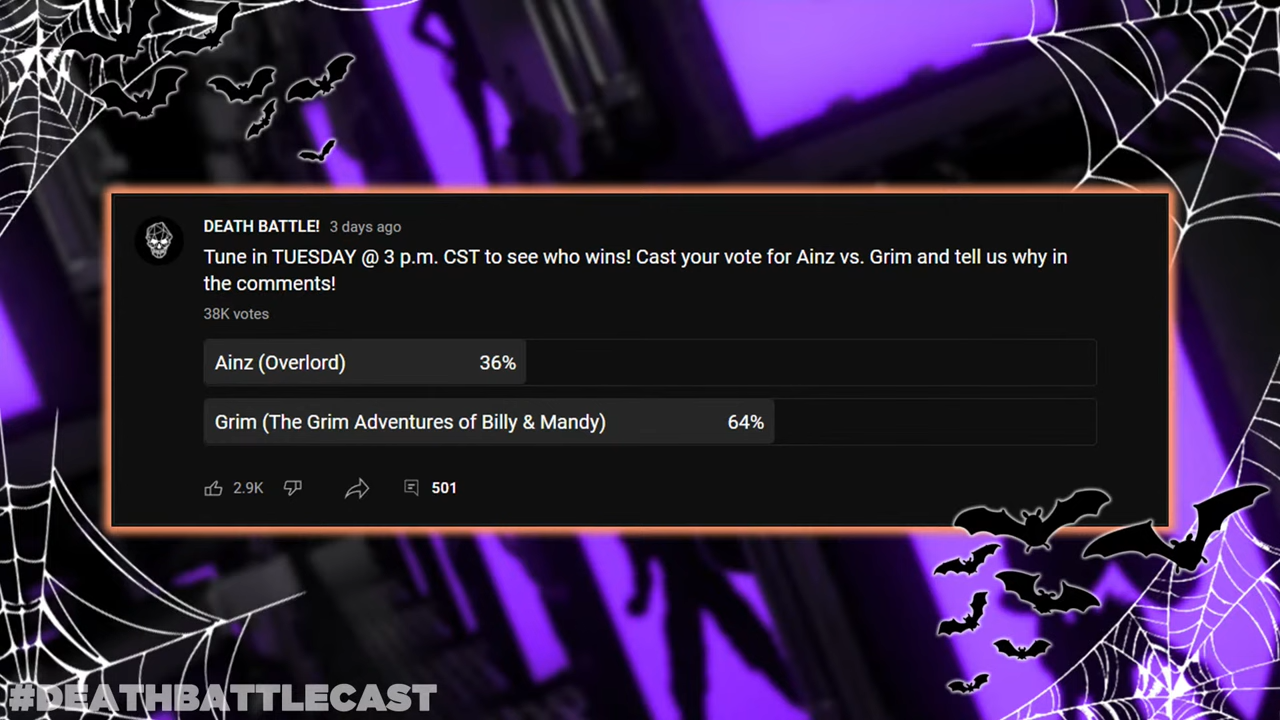 DEATH BATTLE! 3 days ago
Tune in TUESDAY @ 3 p.m. CST to see who wins! Cast your vote for Ainz vs. Grim and tell us why in
the comments!
38K votes
Ainz (Overlord) 36%
Grim (The Grim Adventures of Billy & Mandy) 64%
2.9K 501
#DEATHBATTLECAST